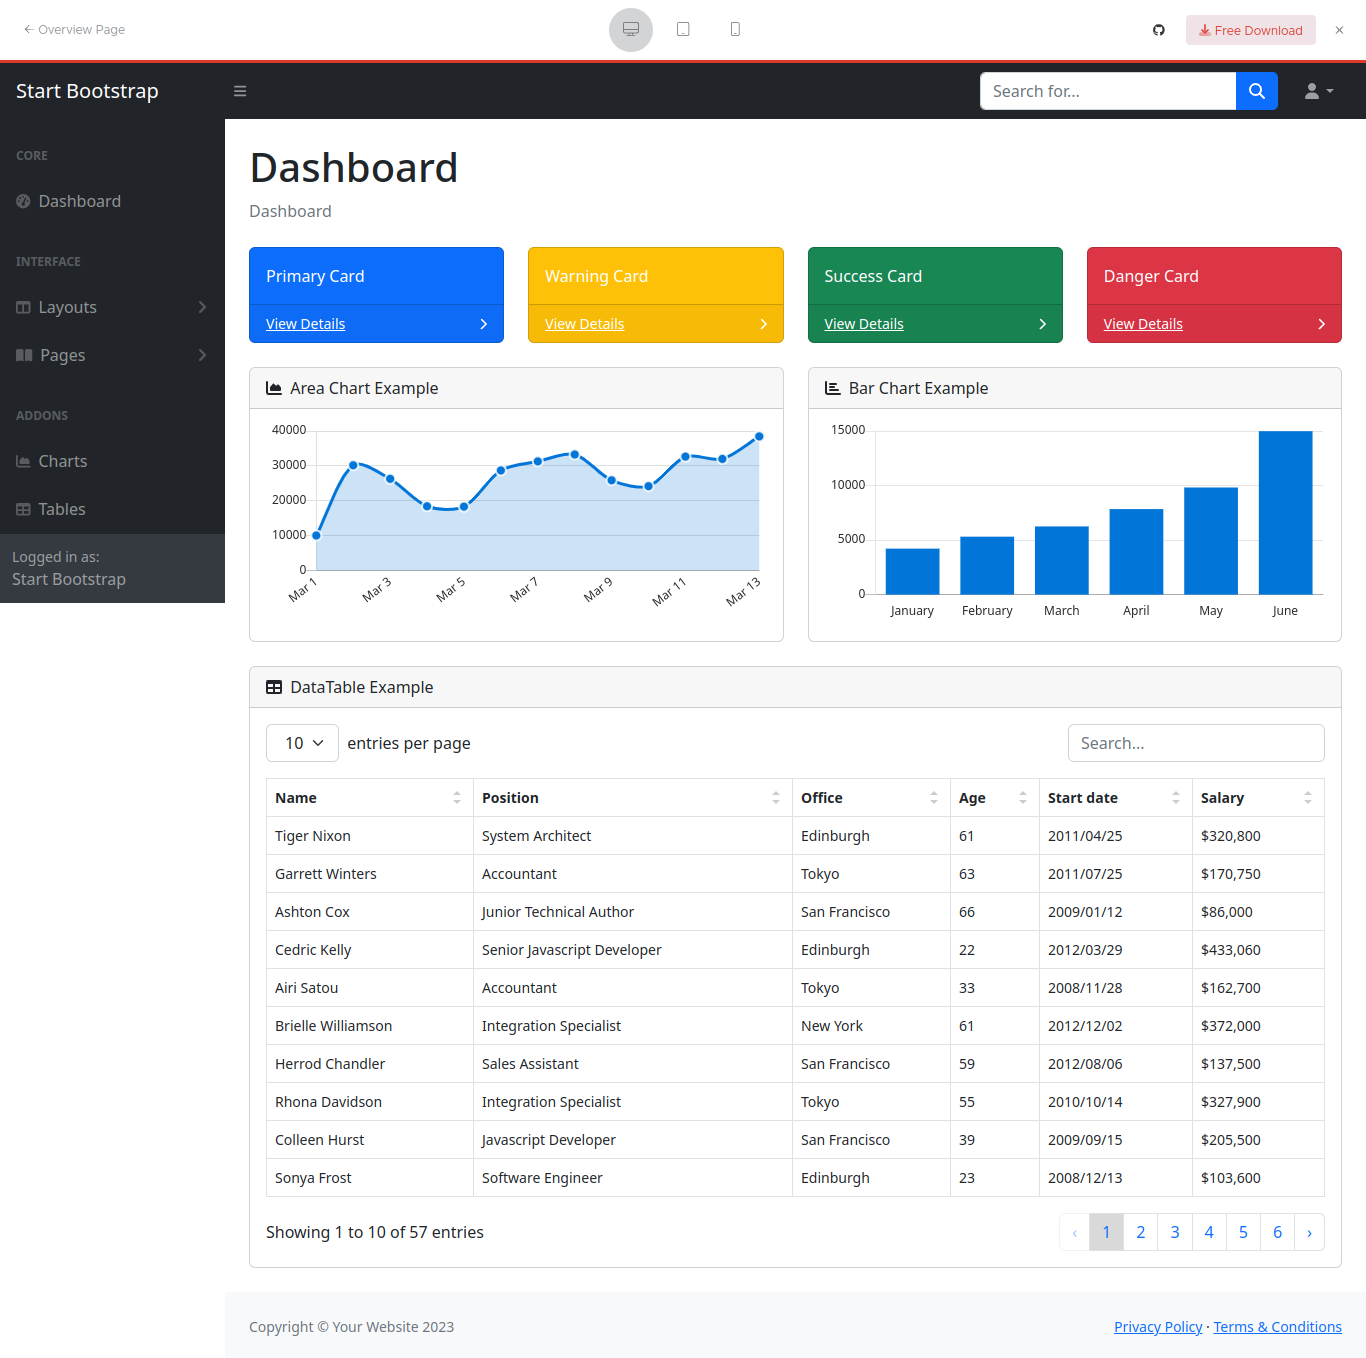 ← Overview Page
Free Download
×
Start Bootstrap
Search for...
CORE
Dashboard
INTERFACE
Layouts
Pages
ADDONS
Charts
Tables
Logged in as:
Start Bootstrap
Dashboard
Dashboard
Primary Card
View Details
Warning Card
View Details
Success Card
View Details
Danger Card
View Details
Area Chart Example
40000
30000
20000
10000
0
Mar 1 Mar 3 Mar 5 Mar 7 Mar 9 Mar 11 Mar 13
Bar Chart Example
15000
10000
5000
0
January February March April May June
DataTable Example
10 entries per page
Search...
Name Position Office Age Start date Salary
Tiger Nixon System Architect Edinburgh 61 2011/04/25 $320,800
Garrett Winters Accountant Tokyo 63 2011/07/25 $170,750
Ashton Cox Junior Technical Author San Francisco 66 2009/01/12 $86,000
Cedric Kelly Senior Javascript Developer Edinburgh 22 2012/03/29 $433,060
Airi Satou Accountant Tokyo 33 2008/11/28 $162,700
Brielle Williamson Integration Specialist New York 61 2012/12/02 $372,000
Herrod Chandler Sales Assistant San Francisco 59 2012/08/06 $137,500
Rhona Davidson Integration Specialist Tokyo 55 2010/10/14 $327,900
Colleen Hurst Javascript Developer San Francisco 39 2009/09/15 $205,500
Sonya Frost Software Engineer Edinburgh 23 2008/12/13 $103,600
Showing 1 to 10 of 57 entries
‹ 1 2 3 4 5 6 ›
Copyright © Your Website 2023
Privacy Policy · Terms & Conditions